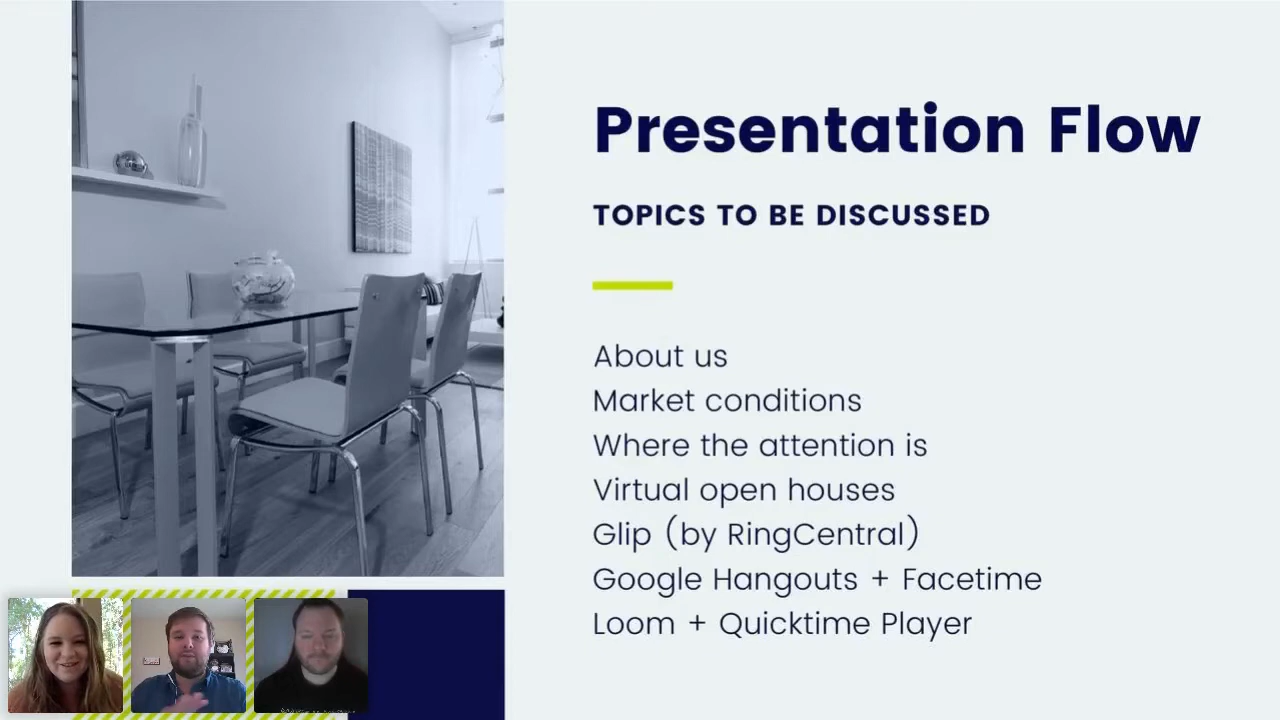 Presentation Flow
TOPICS TO BE DISCUSSED
About us
Market conditions
Where the attention is
Virtual open houses
Glip (by RingCentral)
Google Hangouts + Facetime
Loom + Quicktime Player